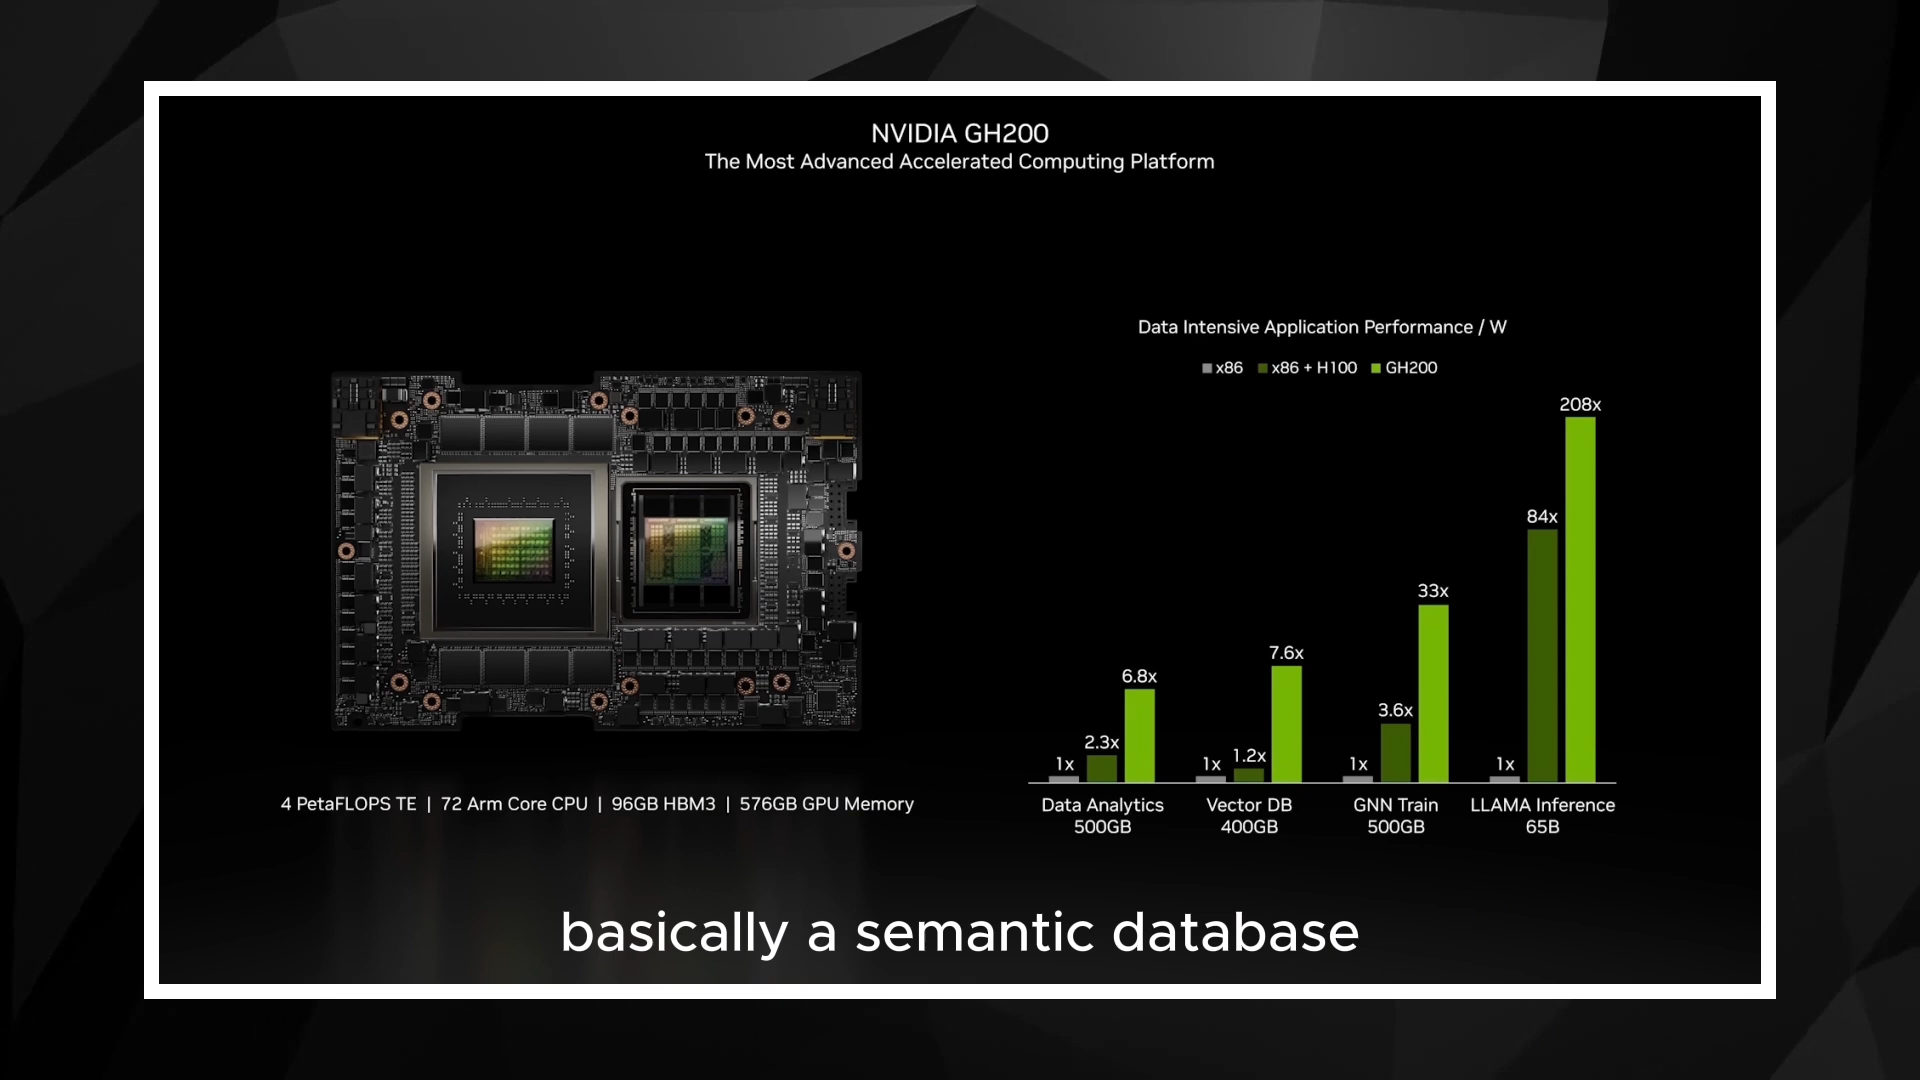 NVIDIA GH200
The Most Advanced Accelerated Computing Platform
Data Intensive Application Performance / W
x86 x86 + H100 GH200
208x
84x
33x
7.6x
6.8x
3.6x
2.3x
1.2x
1x 1x 1x 1x
4 PetaFLOPS TE | 72 Arm Core CPU | 96GB HBM3 | 576GB GPU Memory
Data Analytics
500GB
Vector DB
400GB
GNN Train
500GB
LLAMA Inference
65B
basically a semantic database